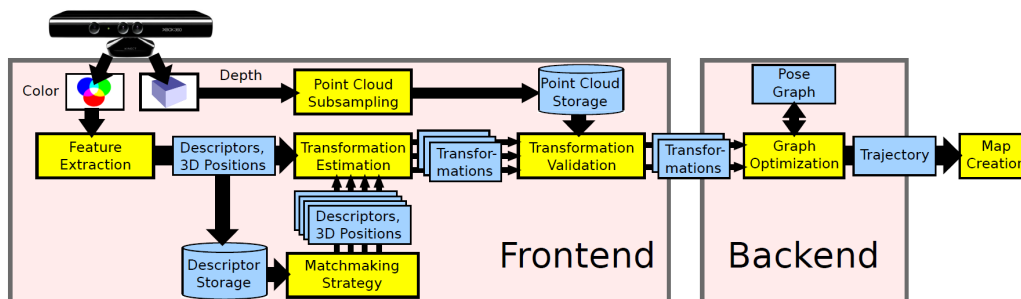 XBOX360
Color
Depth
Point Cloud
Subsampling
Point Cloud
Storage
Pose
Graph
Feature
Extraction
Descriptors,
3D Positions
Transformation
Estimation
Transfor-
mations
Transformation
Validation
Transfor-
mations
Graph
Optimization
Trajectory
Map
Creation
Descriptors,
3D Positions
Descriptor
Storage
Matchmaking
Strategy
Frontend
Backend